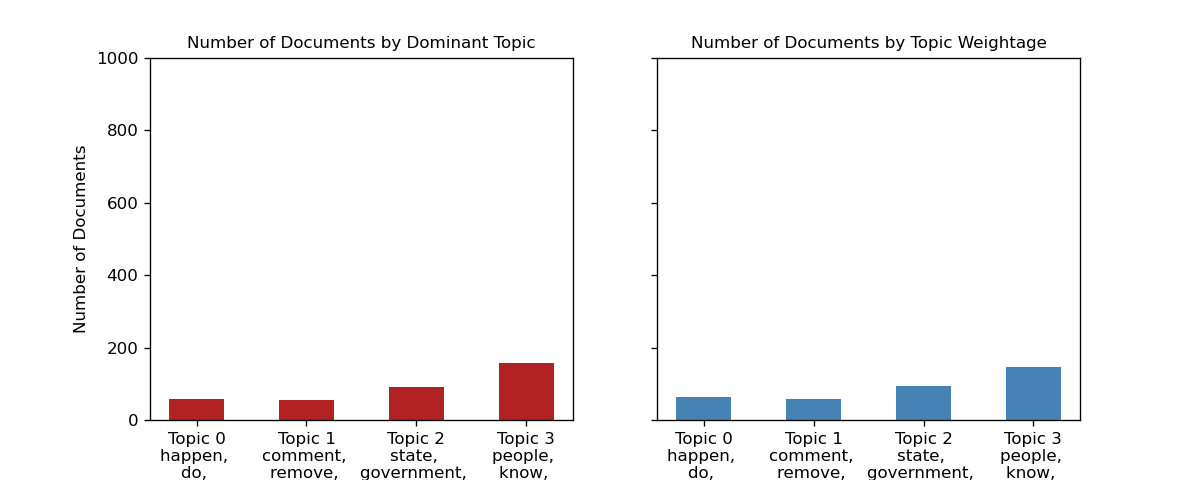 Number of Documents by Dominant Topic
Number of Documents by Topic Weightage
1000
800
600
400
200
0
Number of Documents
Topic 0
happen,
do,
Topic 1
comment,
remove,
Topic 2
state,
government,
Topic 3
people,
know,
Topic 0
happen,
do,
Topic 1
comment,
remove,
Topic 2
state,
government,
Topic 3
people,
know,